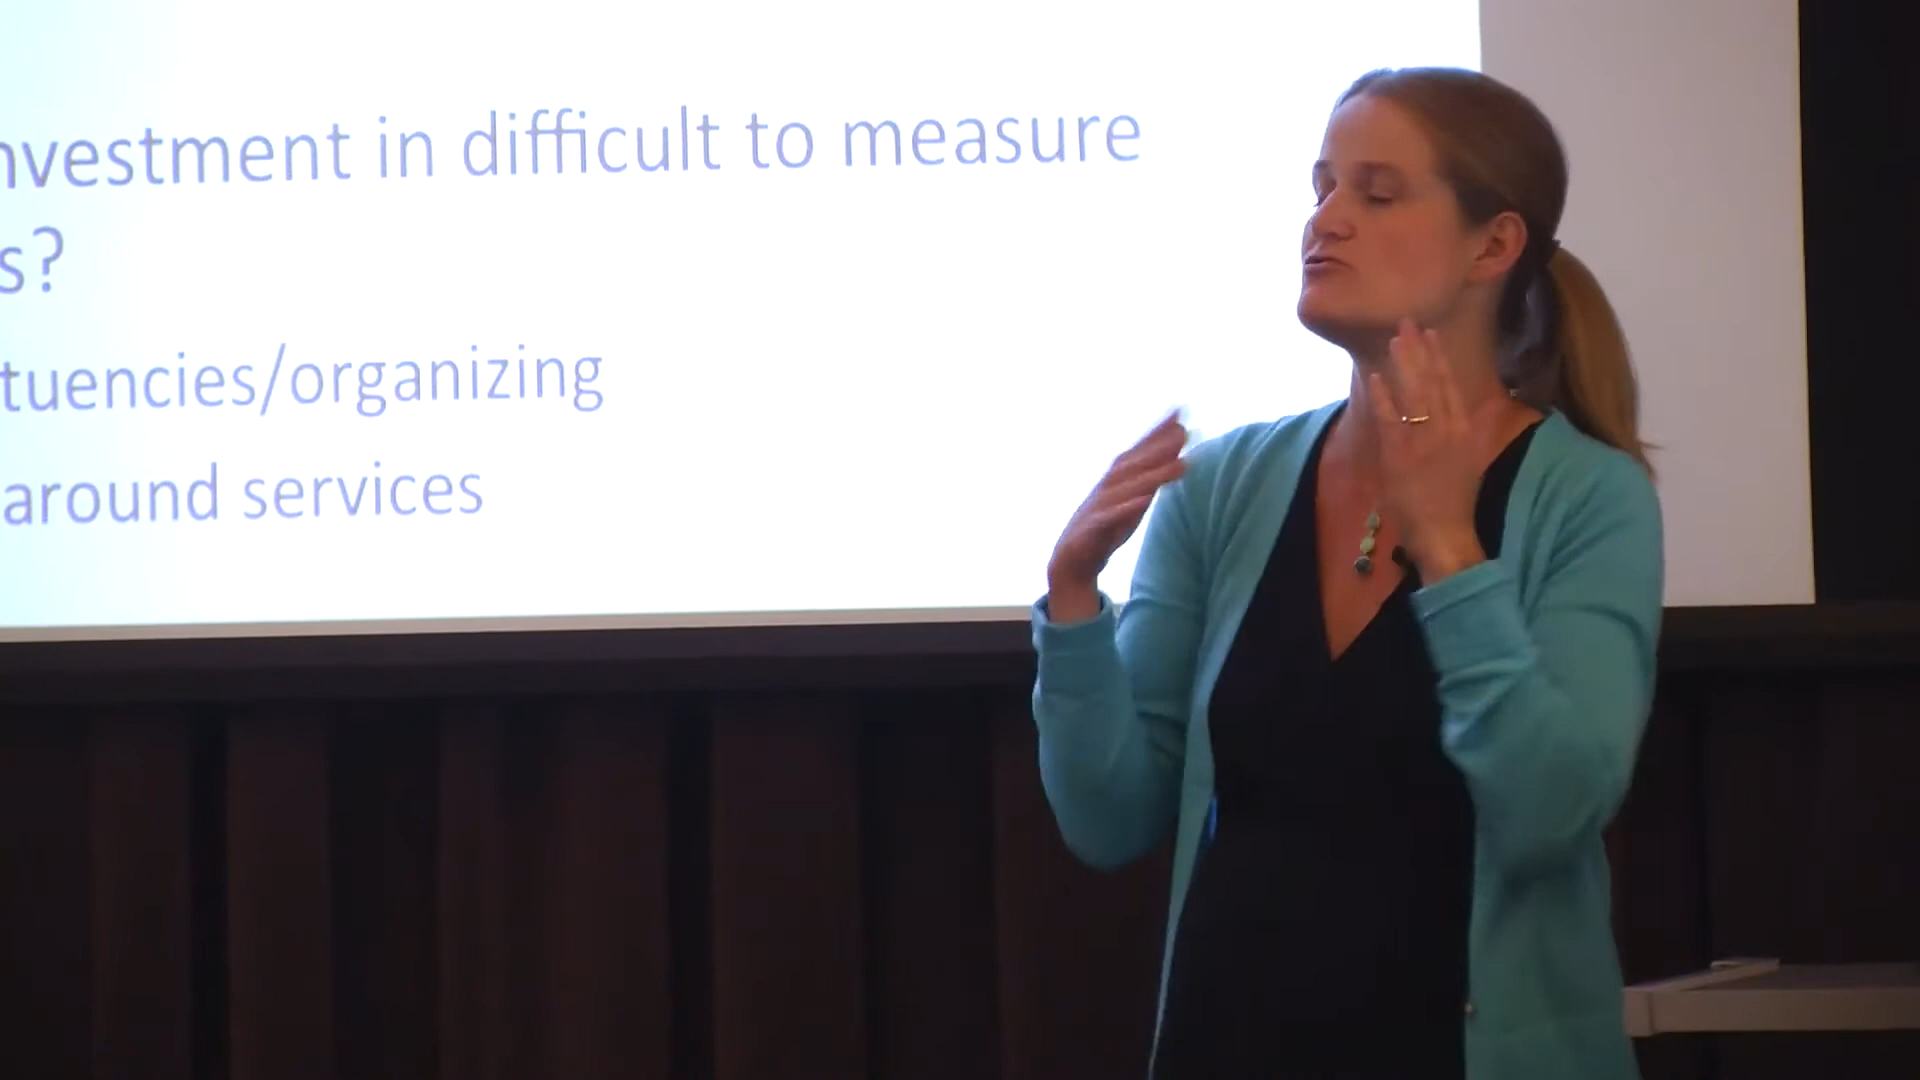 nvestment in difficult to measure
s?
tuencies/organizing
around services